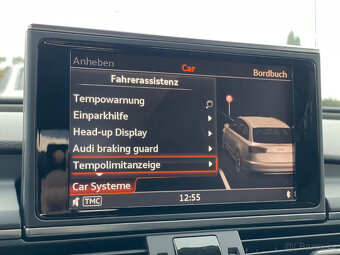 Anheben
Car
Bordbuch
Fahrerassistenz
Tempowarnung
Einparkhilfe
Head-up Display
Audi braking guard
Tempolimitanzeige
Car Systeme
TMC
12:55